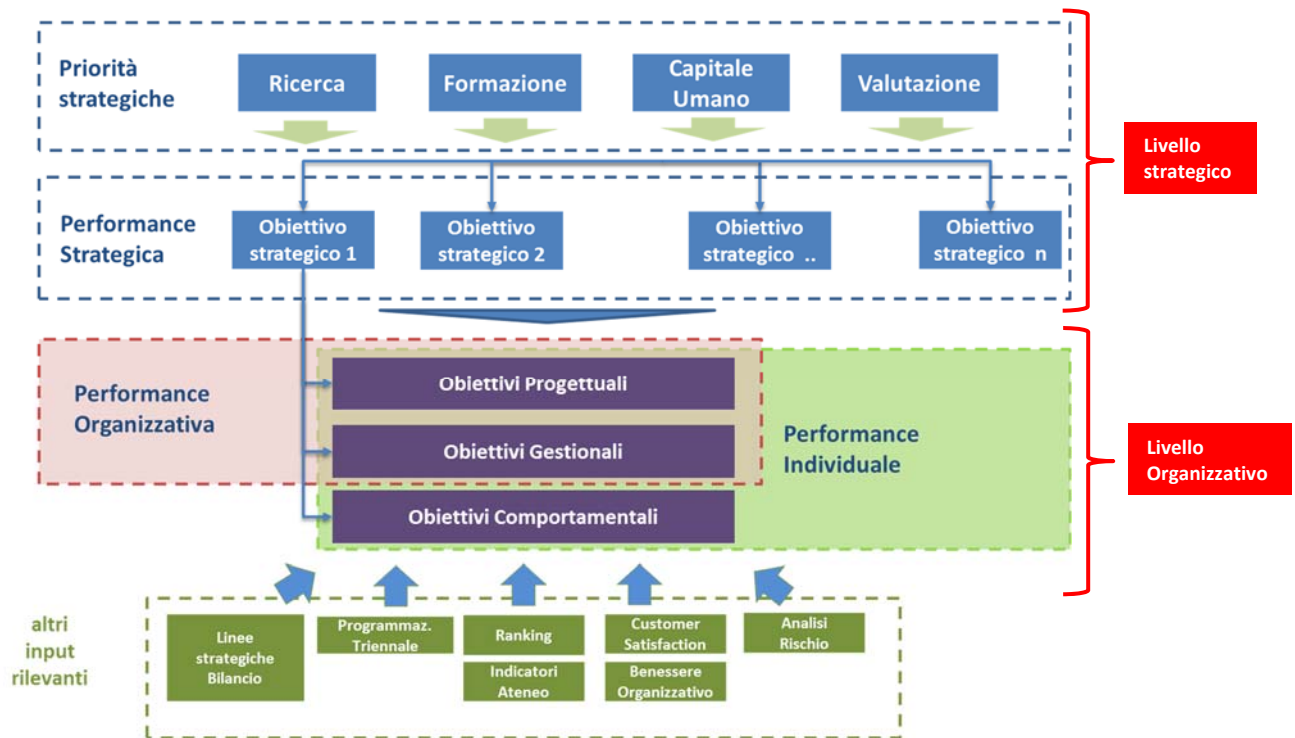 Priorità
strategiche
Ricerca
Formazione
Capitale
Umano
Valutazione
Livello
strategico
Performance
Strategica
Obiettivo
strategico 1
Obiettivo
strategico 2
Obiettivo
strategico ..
Obiettivo
strategico n
Performance
Organizzativa
Obiettivi Progettuali
Obiettivi Gestionali
Obiettivi Comportamentali
Performance
Individuale
Livello
Organizzativo
altri
input
rilevanti
Linee
strategiche
Bilancio
Programmaz.
Triennale
Ranking
Indicatori
Ateneo
Customer
Satisfaction
Benessere
Organizzativo
Analisi
Rischio